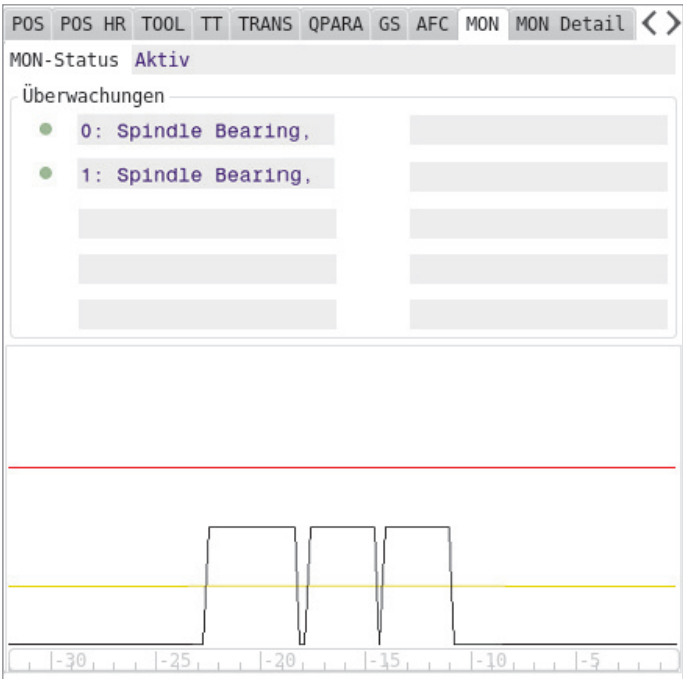 POS POS HR TOOL TT TRANS QPARA GS AFC MON MON Detail
MON-Status Aktiv
Überwachungen
0: Spindle Bearing,
1: Spindle Bearing,
-30 -25 -20 -15 -10 -5